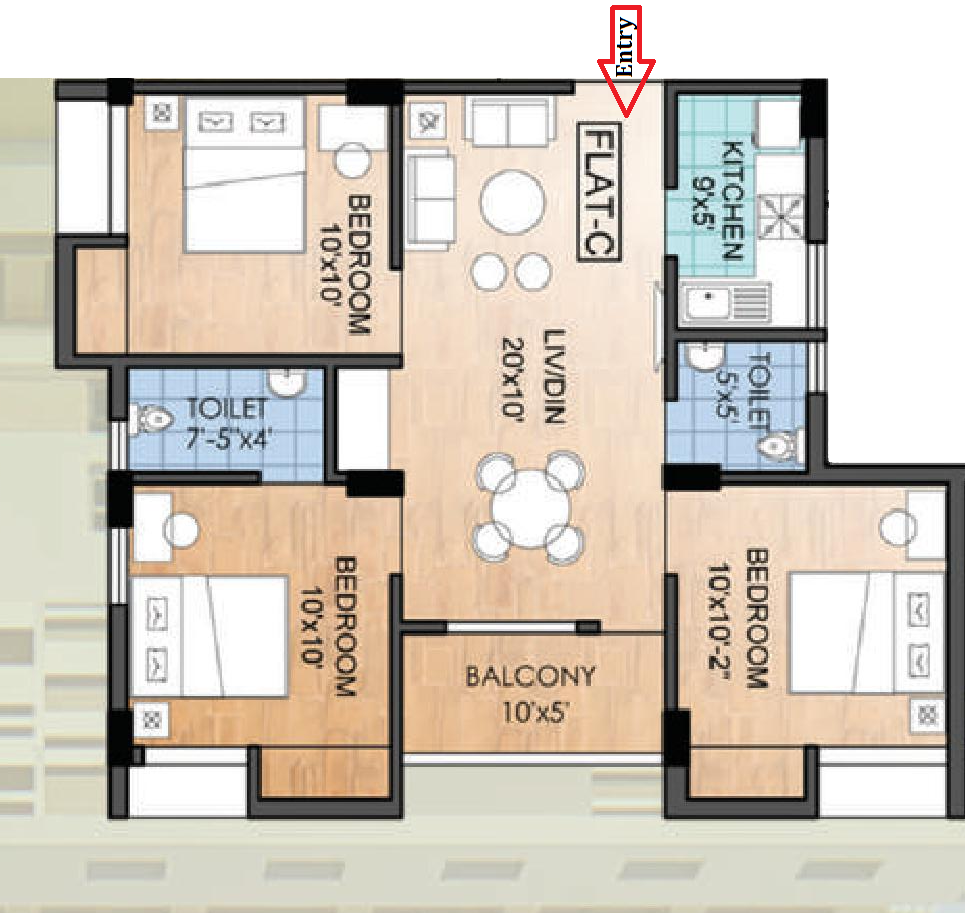 Entry
FLAT-C
KITCHEN
9'x5'
BEDROOM
10'x10'
LIV/DIN
20'x10'
TOILET
5'x5'
TOILET
7'-5"x4'
BEDROOM
10'x10'
BEDROOM
10'x10'-2"
BALCONY
10'x5'